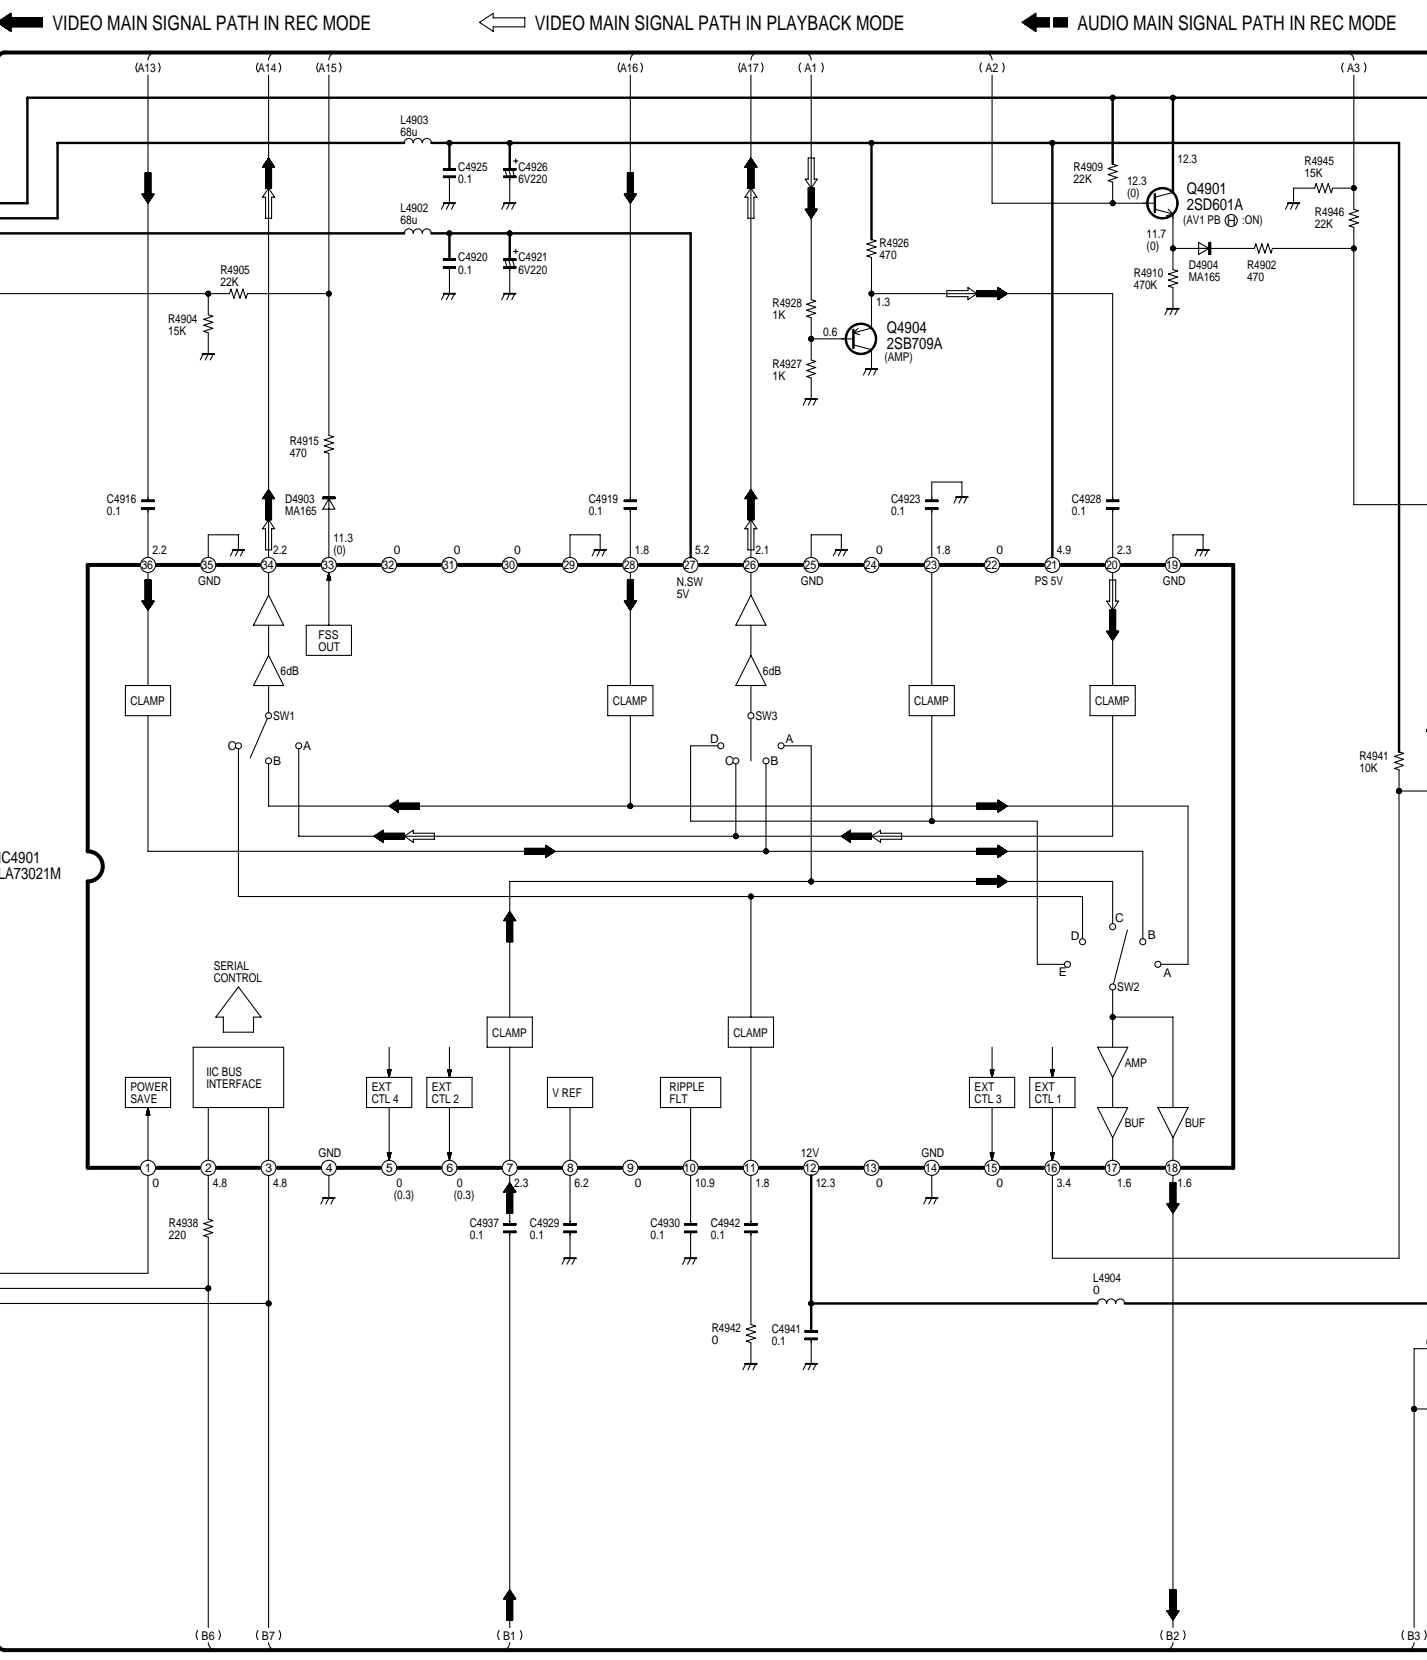 VIDEO MAIN SIGNAL PATH IN REC MODE
VIDEO MAIN SIGNAL PATH IN PLAYBACK MODE
AUDIO MAIN SIGNAL PATH IN REC MODE
(A13)
(A14)
(A15)
(A16)
(A17)
(A1)
(A2)
(A3)
L4903
68u
C4925
0.1
+
C4926
6V220
L4902
68u
C4920
0.1
+
C4921
6V220
R4905
22K
R4904
15K
R4926
470
R4928
1K
1.3
0.6
Q4904
2SB709A
(AMP)
R4927
1K
R4909
22K
12.3
12.3
(0)
Q4901
2SD601A
(AV1 PB H :ON)
R4945
15K
R4946
22K
11.7
(0)
R4910
470K
D4904
MA165
R4902
470
R4915
470
C4916
0.1
D4903
MA165
C4919
0.1
C4923
0.1
C4928
0.1
2.2
2.2
11.3
(0)
0
0
0
1.8
5.2
2.1
0
1.8
0
4.9
2.3
36
35
34
33
32
31
30
29
28
27
26
25
24
23
22
21
20
19
GND
N.SW
5V
GND
PS 5V
GND
FSS
OUT
6dB
6dB
CLAMP
CLAMP
CLAMP
CLAMP
SW1
C
B
A
SW3
D
C
B
A
R4941
10K
IC4901
LA73021M
C
D
B
E
A
SW2
SERIAL
CONTROL
CLAMP
CLAMP
AMP
POWER
SAVE
IIC BUS
INTERFACE
EXT
CTL 4
EXT
CTL 2
V REF
RIPPLE
FLT
EXT
CTL 3
EXT
CTL 1
BUF
BUF
GND
12V
GND
1
2
3
4
5
6
7
8
9
10
11
12
13
14
15
16
17
18
0
4.8
4.8
0
(0.3)
0
(0.3)
2.3
6.2
0
10.9
1.8
12.3
0
0
3.4
1.6
1.6
R4938
220
C4937
0.1
C4929
0.1
C4930
0.1
C4942
0.1
L4904
0
R4942
0
C4941
0.1
(B6)
(B7)
(B1)
(B2)
(B3)